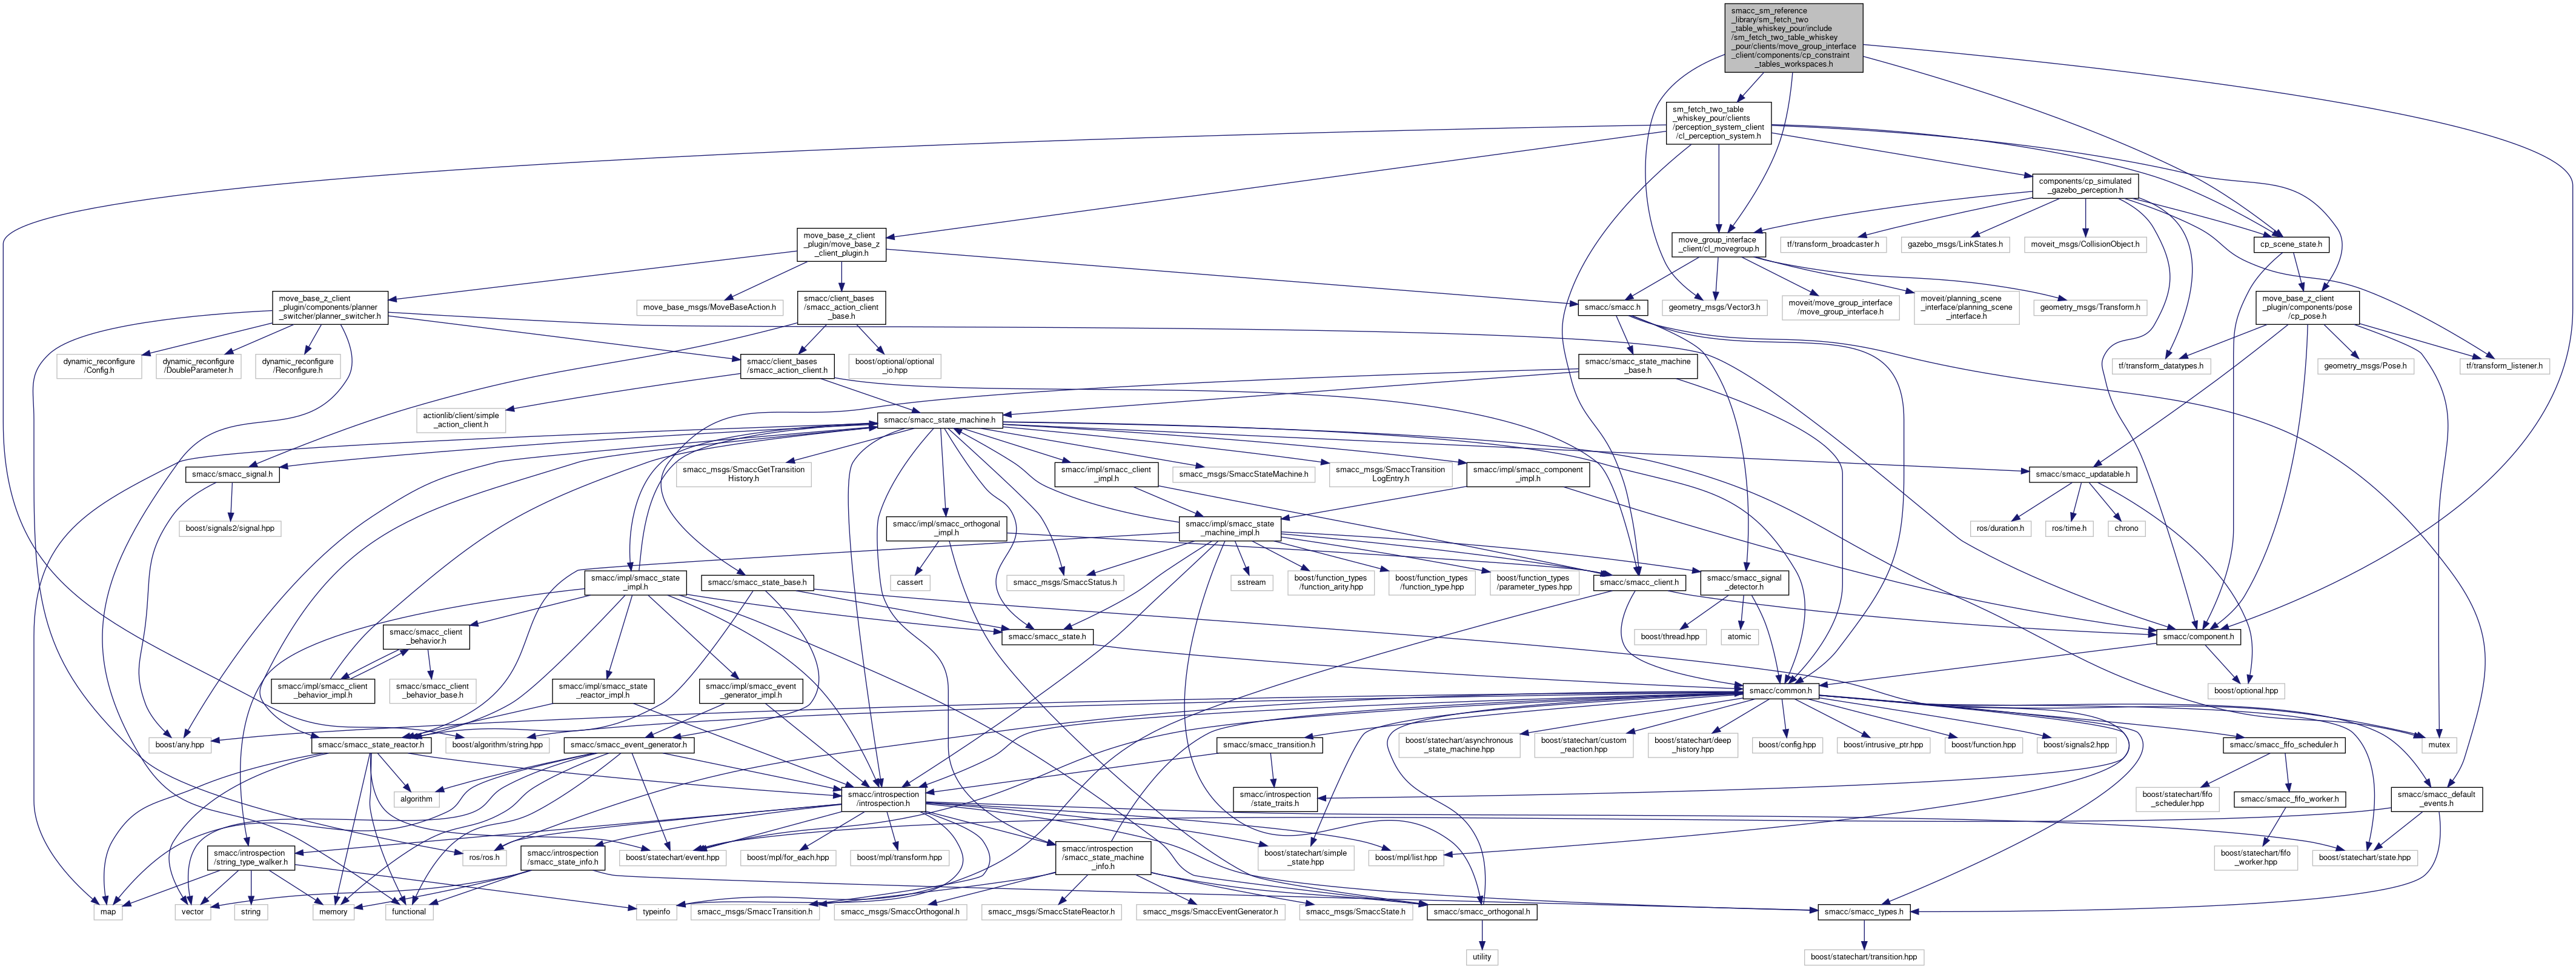 smacc_sm_reference
_library/sm_fetch_two
_table_whiskey_pour/include
/sm_fetch_two_table_whiskey
_pour/clients/move_group_interface
_client/components/cp_constraint
_tables_workspaces.h
sm_fetch_two_table
_whiskey_pour/clients
/perception_system_client
/cl_perception_system.h
components/cp_simulated
_gazebo_perception.h
move_base_z_client
_plugin/move_base_z
_client_plugin.h
move_group_interface
_client/cl_movegroup.h
tf/transform_broadcaster.h
gazebo_msgs/LinkStates.h
moveit_msgs/CollisionObject.h
cp_scene_state.h
move_base_z_client
_plugin/components/planner
_switcher/planner_switcher.h
move_base_msgs/MoveBaseAction.h
smacc/client_bases
/smacc_action_client
_base.h
smacc/smacc.h
geometry_msgs/Vector3.h
moveit/move_group_interface
/move_group_interface.h
moveit/planning_scene
_interface/planning_scene
_interface.h
geometry_msgs/Transform.h
move_base_z_client
_plugin/components/pose
/cp_pose.h
dynamic_reconfigure
/Config.h
dynamic_reconfigure
/DoubleParameter.h
dynamic_reconfigure
/Reconfigure.h
smacc/client_bases
/smacc_action_client.h
boost/optional/optional
_io.hpp
smacc/smacc_state_machine
_base.h
tf/transform_datatypes.h
geometry_msgs/Pose.h
tf/transform_listener.h
actionlib/client/simple
_action_client.h
smacc/smacc_state_machine.h
smacc/smacc_signal.h
smacc_msgs/SmaccGetTransition
History.h
smacc/impl/smacc_client
_impl.h
smacc_msgs/SmaccStateMachine.h
smacc_msgs/SmaccTransition
LogEntry.h
smacc/impl/smacc_component
_impl.h
smacc/smacc_updatable.h
boost/signals2/signal.hpp
smacc/impl/smacc_orthogonal
_impl.h
smacc/impl/smacc_state
_machine_impl.h
ros/duration.h
ros/time.h
chrono
smacc/impl/smacc_state
_impl.h
smacc/smacc_state_base.h
cassert
smacc_msgs/SmaccStatus.h
sstream
boost/function_types
/function_arity.hpp
boost/function_types
/function_type.hpp
boost/function_types
/parameter_types.hpp
smacc/smacc_client.h
smacc/smacc_signal
_detector.h
smacc/smacc_client
_behavior.h
smacc/smacc_state.h
boost/thread.hpp
atomic
smacc/component.h
smacc/impl/smacc_client
_behavior_impl.h
smacc/smacc_client
_behavior_base.h
smacc/impl/smacc_state
_reactor_impl.h
smacc/impl/smacc_event
_generator_impl.h
smacc/common.h
boost/optional.hpp
boost/any.hpp
smacc/smacc_state_reactor.h
boost/algorithm/string.hpp
smacc/smacc_event_generator.h
smacc/smacc_transition.h
boost/statechart/asynchronous
_state_machine.hpp
boost/statechart/custom
_reaction.hpp
boost/statechart/deep
_history.hpp
boost/config.hpp
boost/intrusive_ptr.hpp
boost/function.hpp
boost/signals2.hpp
smacc/smacc_fifo_scheduler.h
mutex
algorithm
smacc/introspection
/introspection.h
smacc/introspection
/state_traits.h
boost/statechart/fifo
_scheduler.hpp
smacc/smacc_fifo_worker.h
smacc/smacc_default
_events.h
smacc/introspection
/string_type_walker.h
ros/ros.h
smacc/introspection
/smacc_state_info.h
boost/statechart/event.hpp
boost/mpl/for_each.hpp
boost/mpl/transform.hpp
smacc/introspection
/smacc_state_machine
_info.h
boost/statechart/simple
_state.hpp
boost/mpl/list.hpp
boost/statechart/fifo
_worker.hpp
boost/statechart/state.hpp
map
vector
string
memory
functional
typeinfo
smacc_msgs/SmaccTransition.h
smacc_msgs/SmaccOrthogonal.h
smacc_msgs/SmaccStateReactor.h
smacc_msgs/SmaccEventGenerator.h
smacc_msgs/SmaccState.h
smacc/smacc_orthogonal.h
smacc/smacc_types.h
utility
boost/statechart/transition.hpp